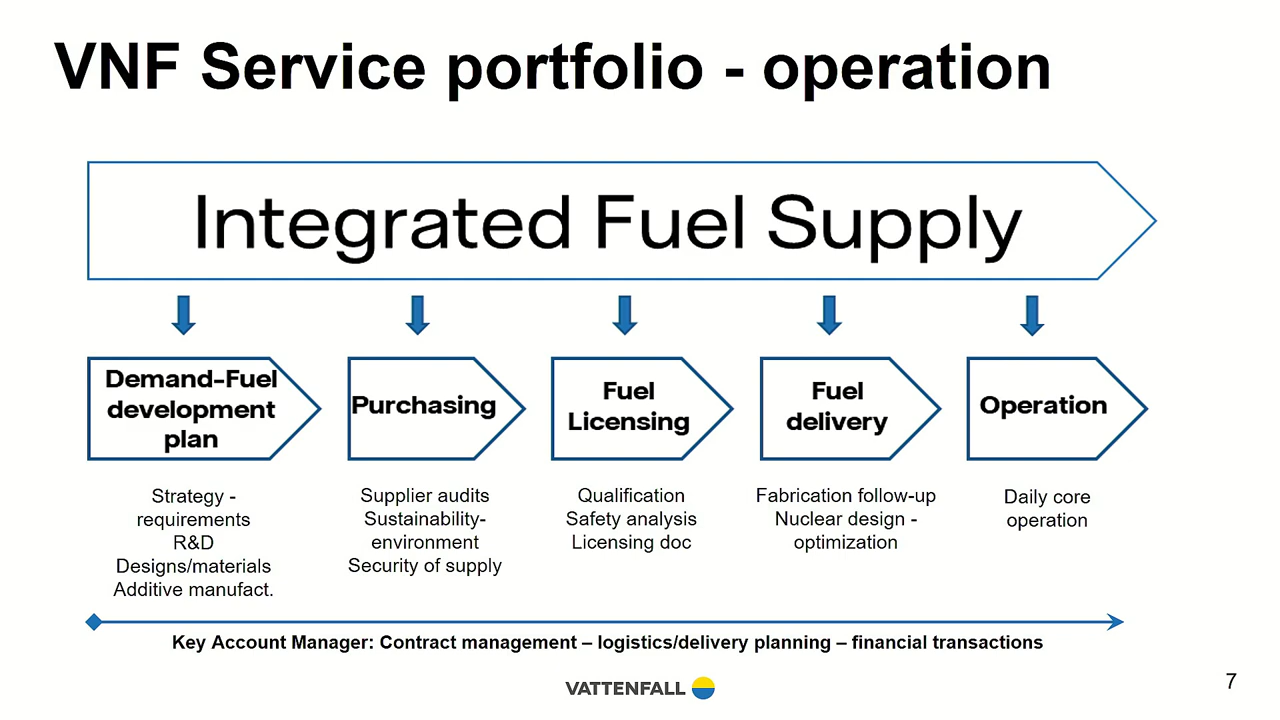 VNF Service portfolio - operation
Integrated Fuel Supply
Demand-Fuel
development
plan
Purchasing
Fuel
Licensing
Fuel
delivery
Operation
Strategy -
requirements
R&D
Designs/materials
Additive manufact.
Supplier audits
Sustainability-
environment
Security of supply
Qualification
Safety analysis
Licensing doc
Fabrication follow-up
Nuclear design -
optimization
Daily core
operation
Key Account Manager: Contract management – logistics/delivery planning – financial transactions
VATTENFALL
7